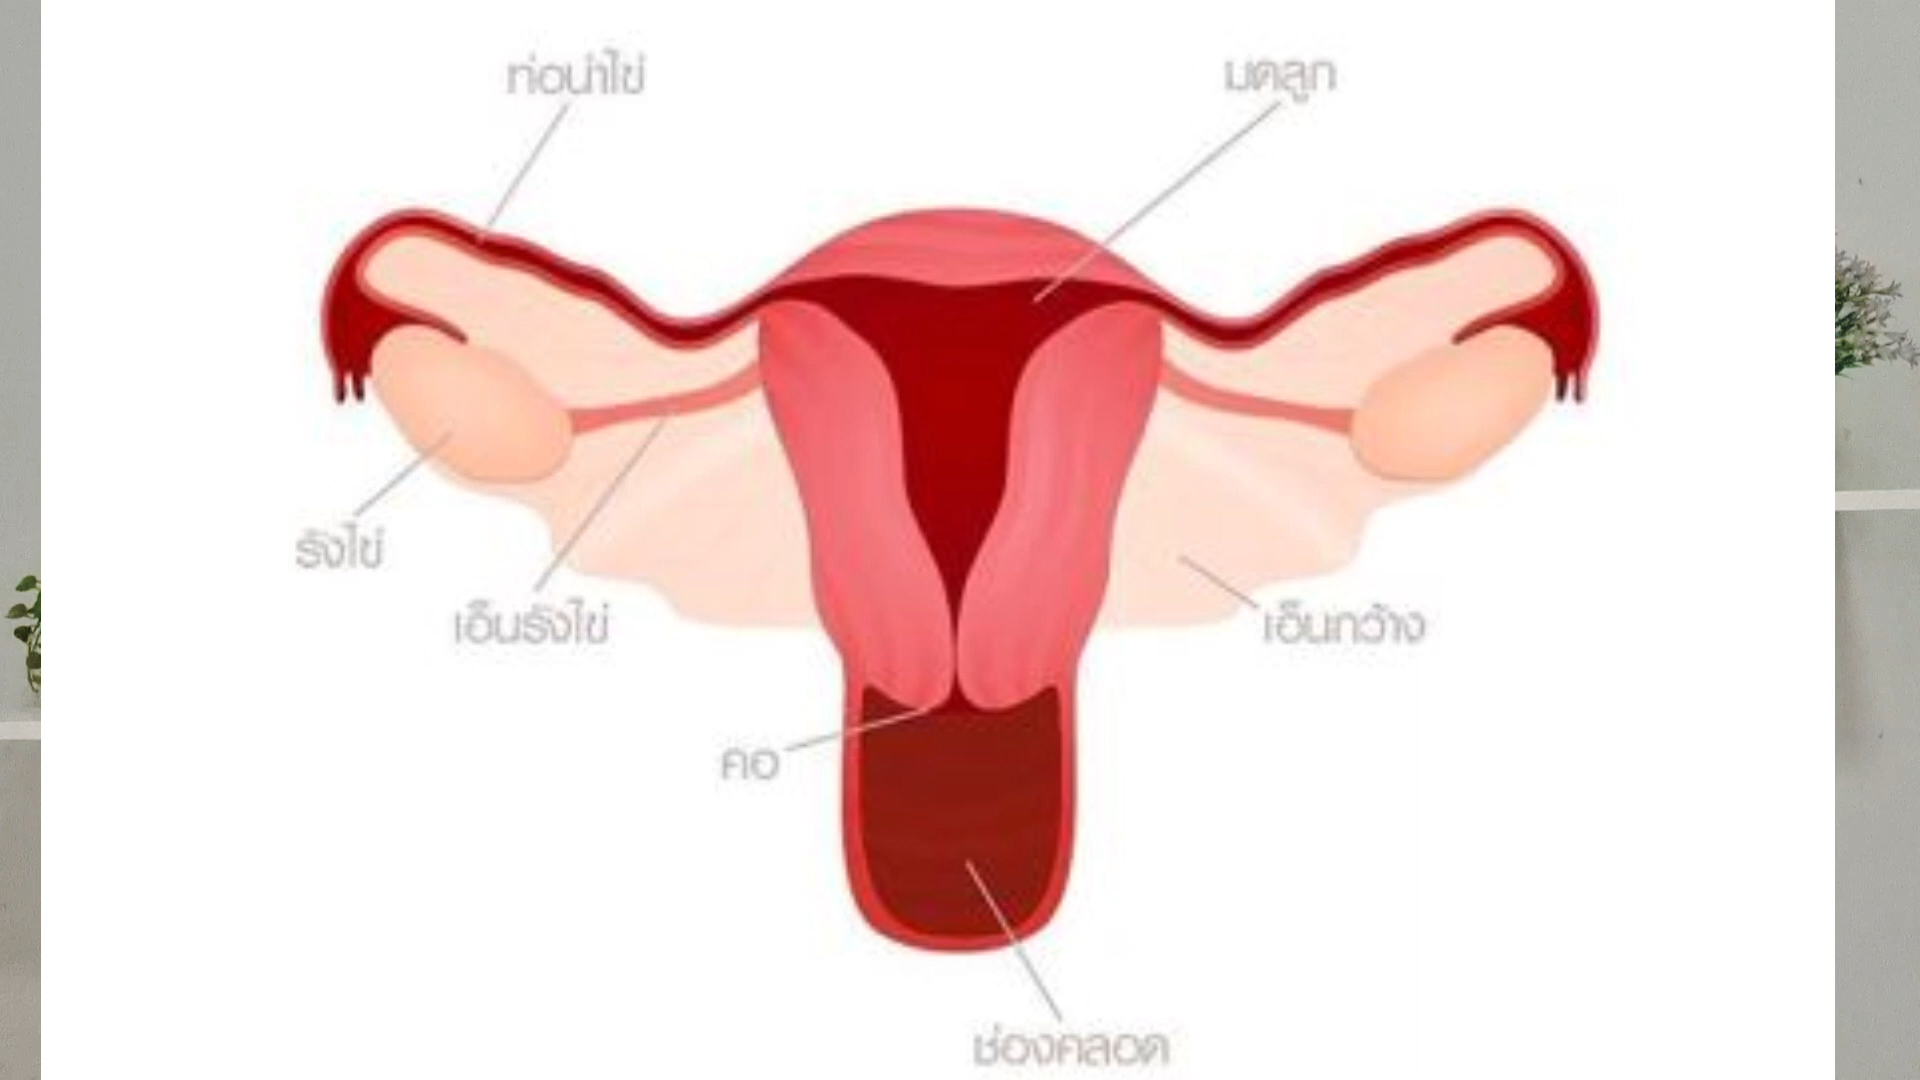 ท่อนำไข่
มดลูก
รังไข่
เอ็นรังไข่
เอ็นกว้าง
คอ
ช่องคลอด